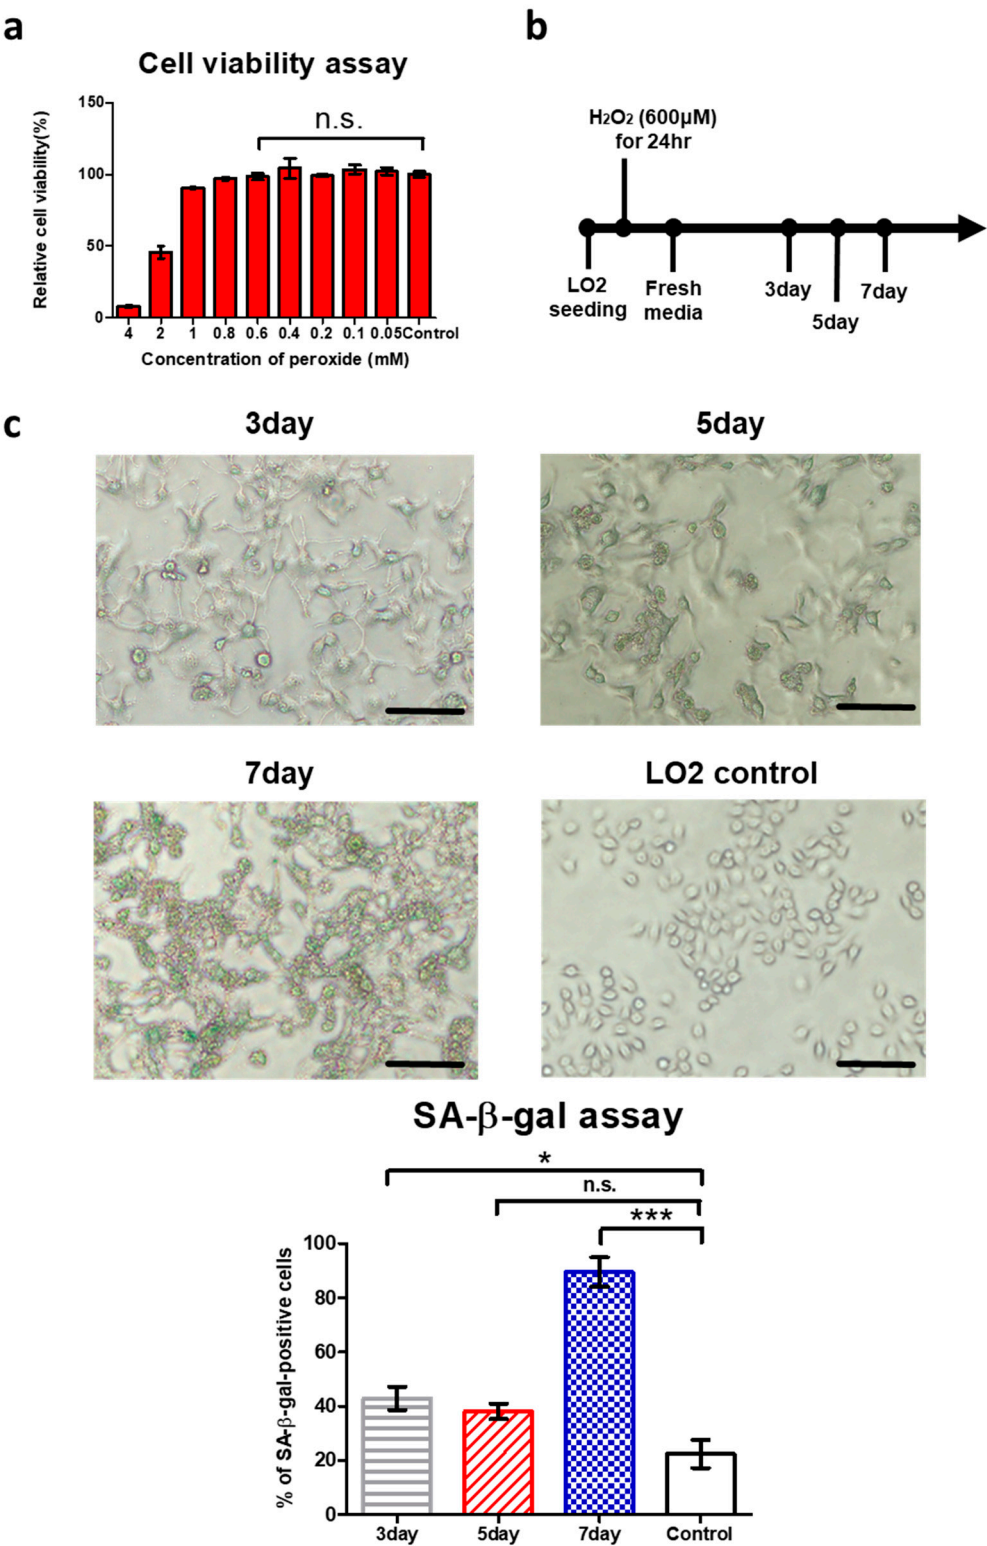 a
Cell viability assay
Relative cell viability(%)
150
100
50
0
n.s.
4 2 1 0.8 0.6 0.4 0.2 0.1 0.05Control
Concentration of peroxide (mM)
b
H₂O₂ (600µM)
for 24hr
LO2
seeding
Fresh
media
3day
5day
7day
c
3day
5day
7day
LO2 control
SA-β-gal assay
*
n.s.
***
% of SA-β-gal-positive cells
100
80
60
40
20
0
3day 5day 7day Control